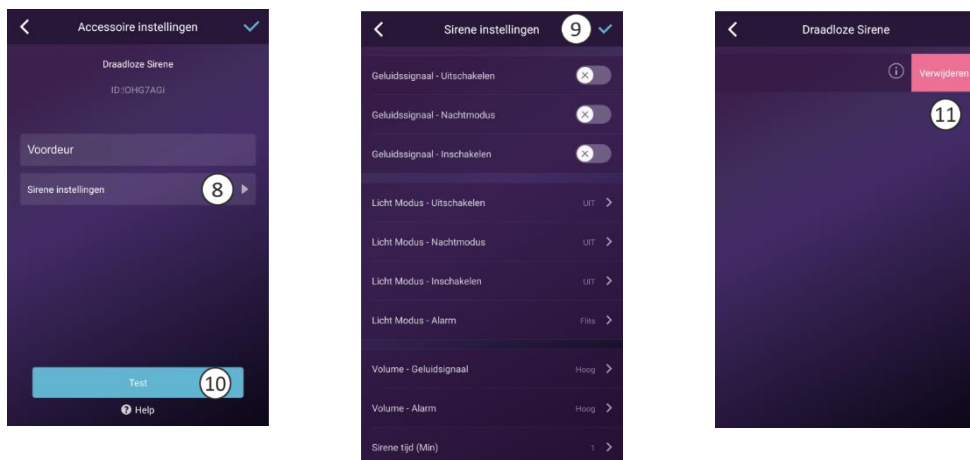 Accessoire instellingen
Draadloze Sirene
ID:IOHG7AGi
Voordeur
Sirene instellingen
8
Test
10
Help
Sirene instellingen
9
Geluidssignaal - Uitschakelen
Geluidssignaal - Nachtmodus
Geluidssignaal - Inschakelen
Licht Modus - Uitschakelen UIT
Licht Modus - Nachtmodus UIT
Licht Modus - Inschakelen UIT
Licht Modus - Alarm Flits
Volume - Geluidsignaal Hoog
Volume - Alarm Hoog
Sirene tijd (Min) 1
Draadloze Sirene
Verwijderen
11